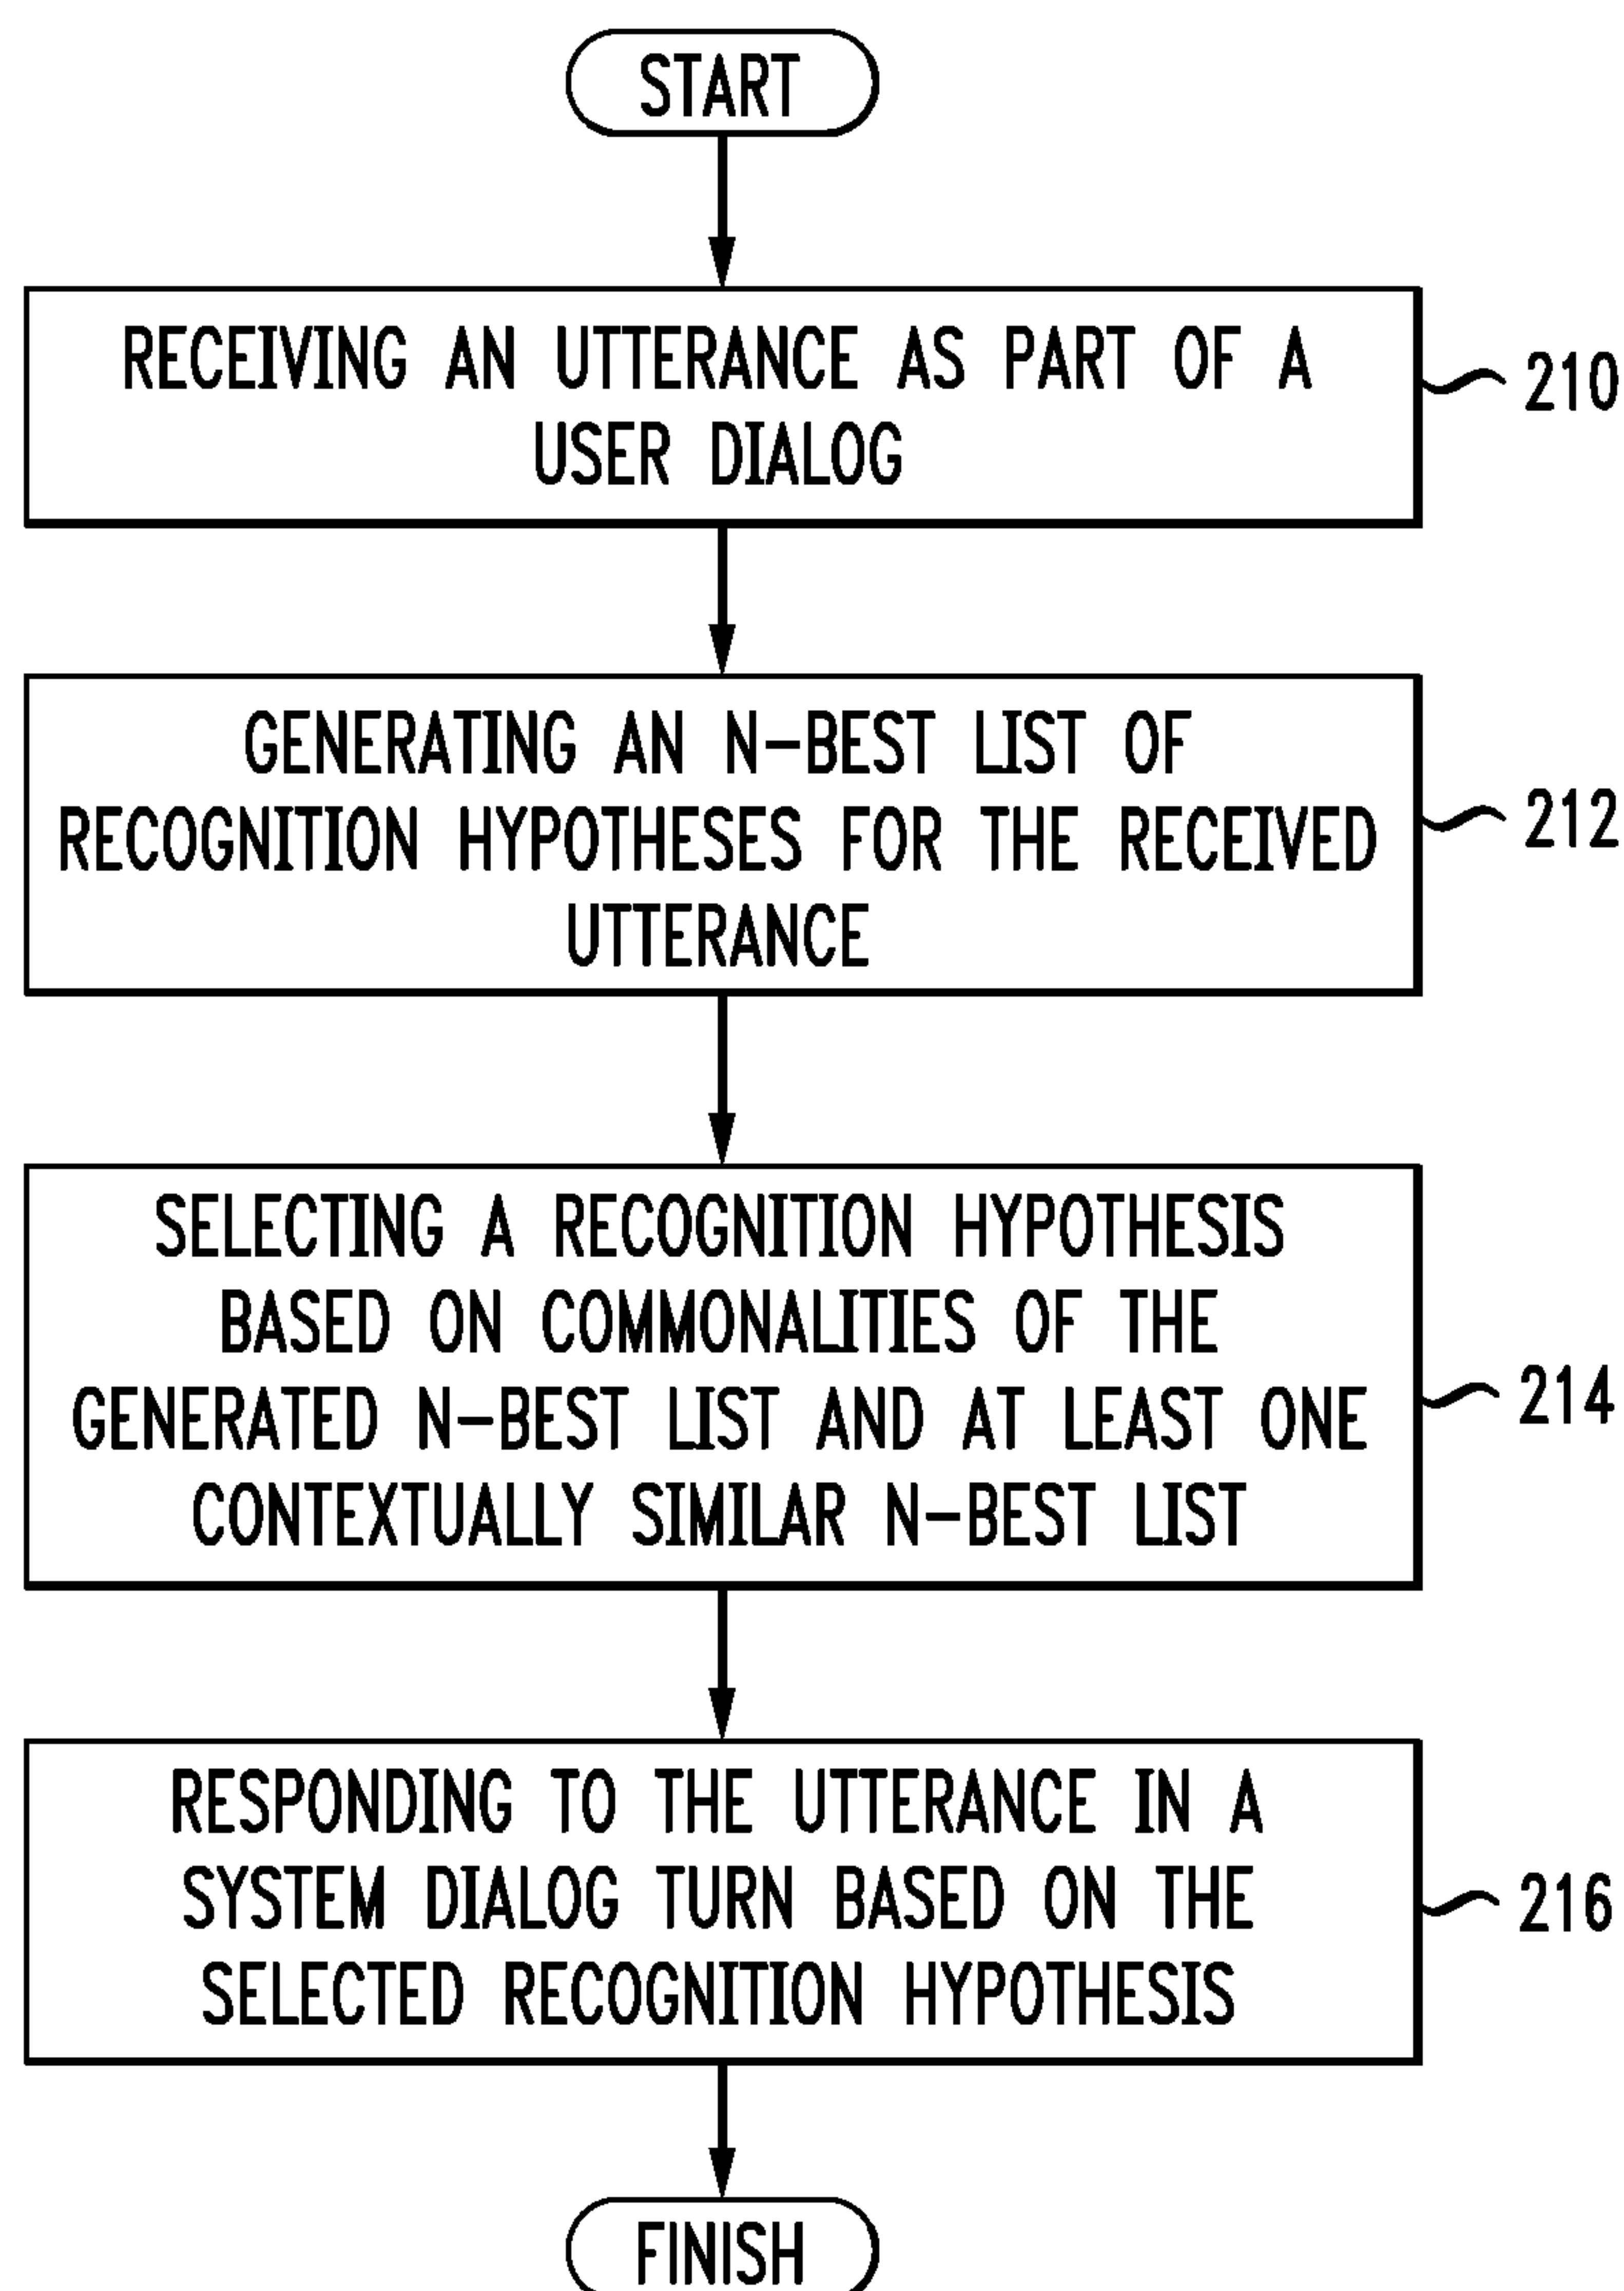 START
RECEIVING AN UTTERANCE AS PART OF A
USER DIALOG
210
GENERATING AN N-BEST LIST OF
RECOGNITION HYPOTHESES FOR THE RECEIVED
UTTERANCE
212
SELECTING A RECOGNITION HYPOTHESIS
BASED ON COMMONALITIES OF THE
GENERATED N-BEST LIST AND AT LEAST ONE
CONTEXTUALLY SIMILAR N-BEST LIST
214
RESPONDING TO THE UTTERANCE IN A
SYSTEM DIALOG TURN BASED ON THE
SELECTED RECOGNITION HYPOTHESIS
216
FINISH